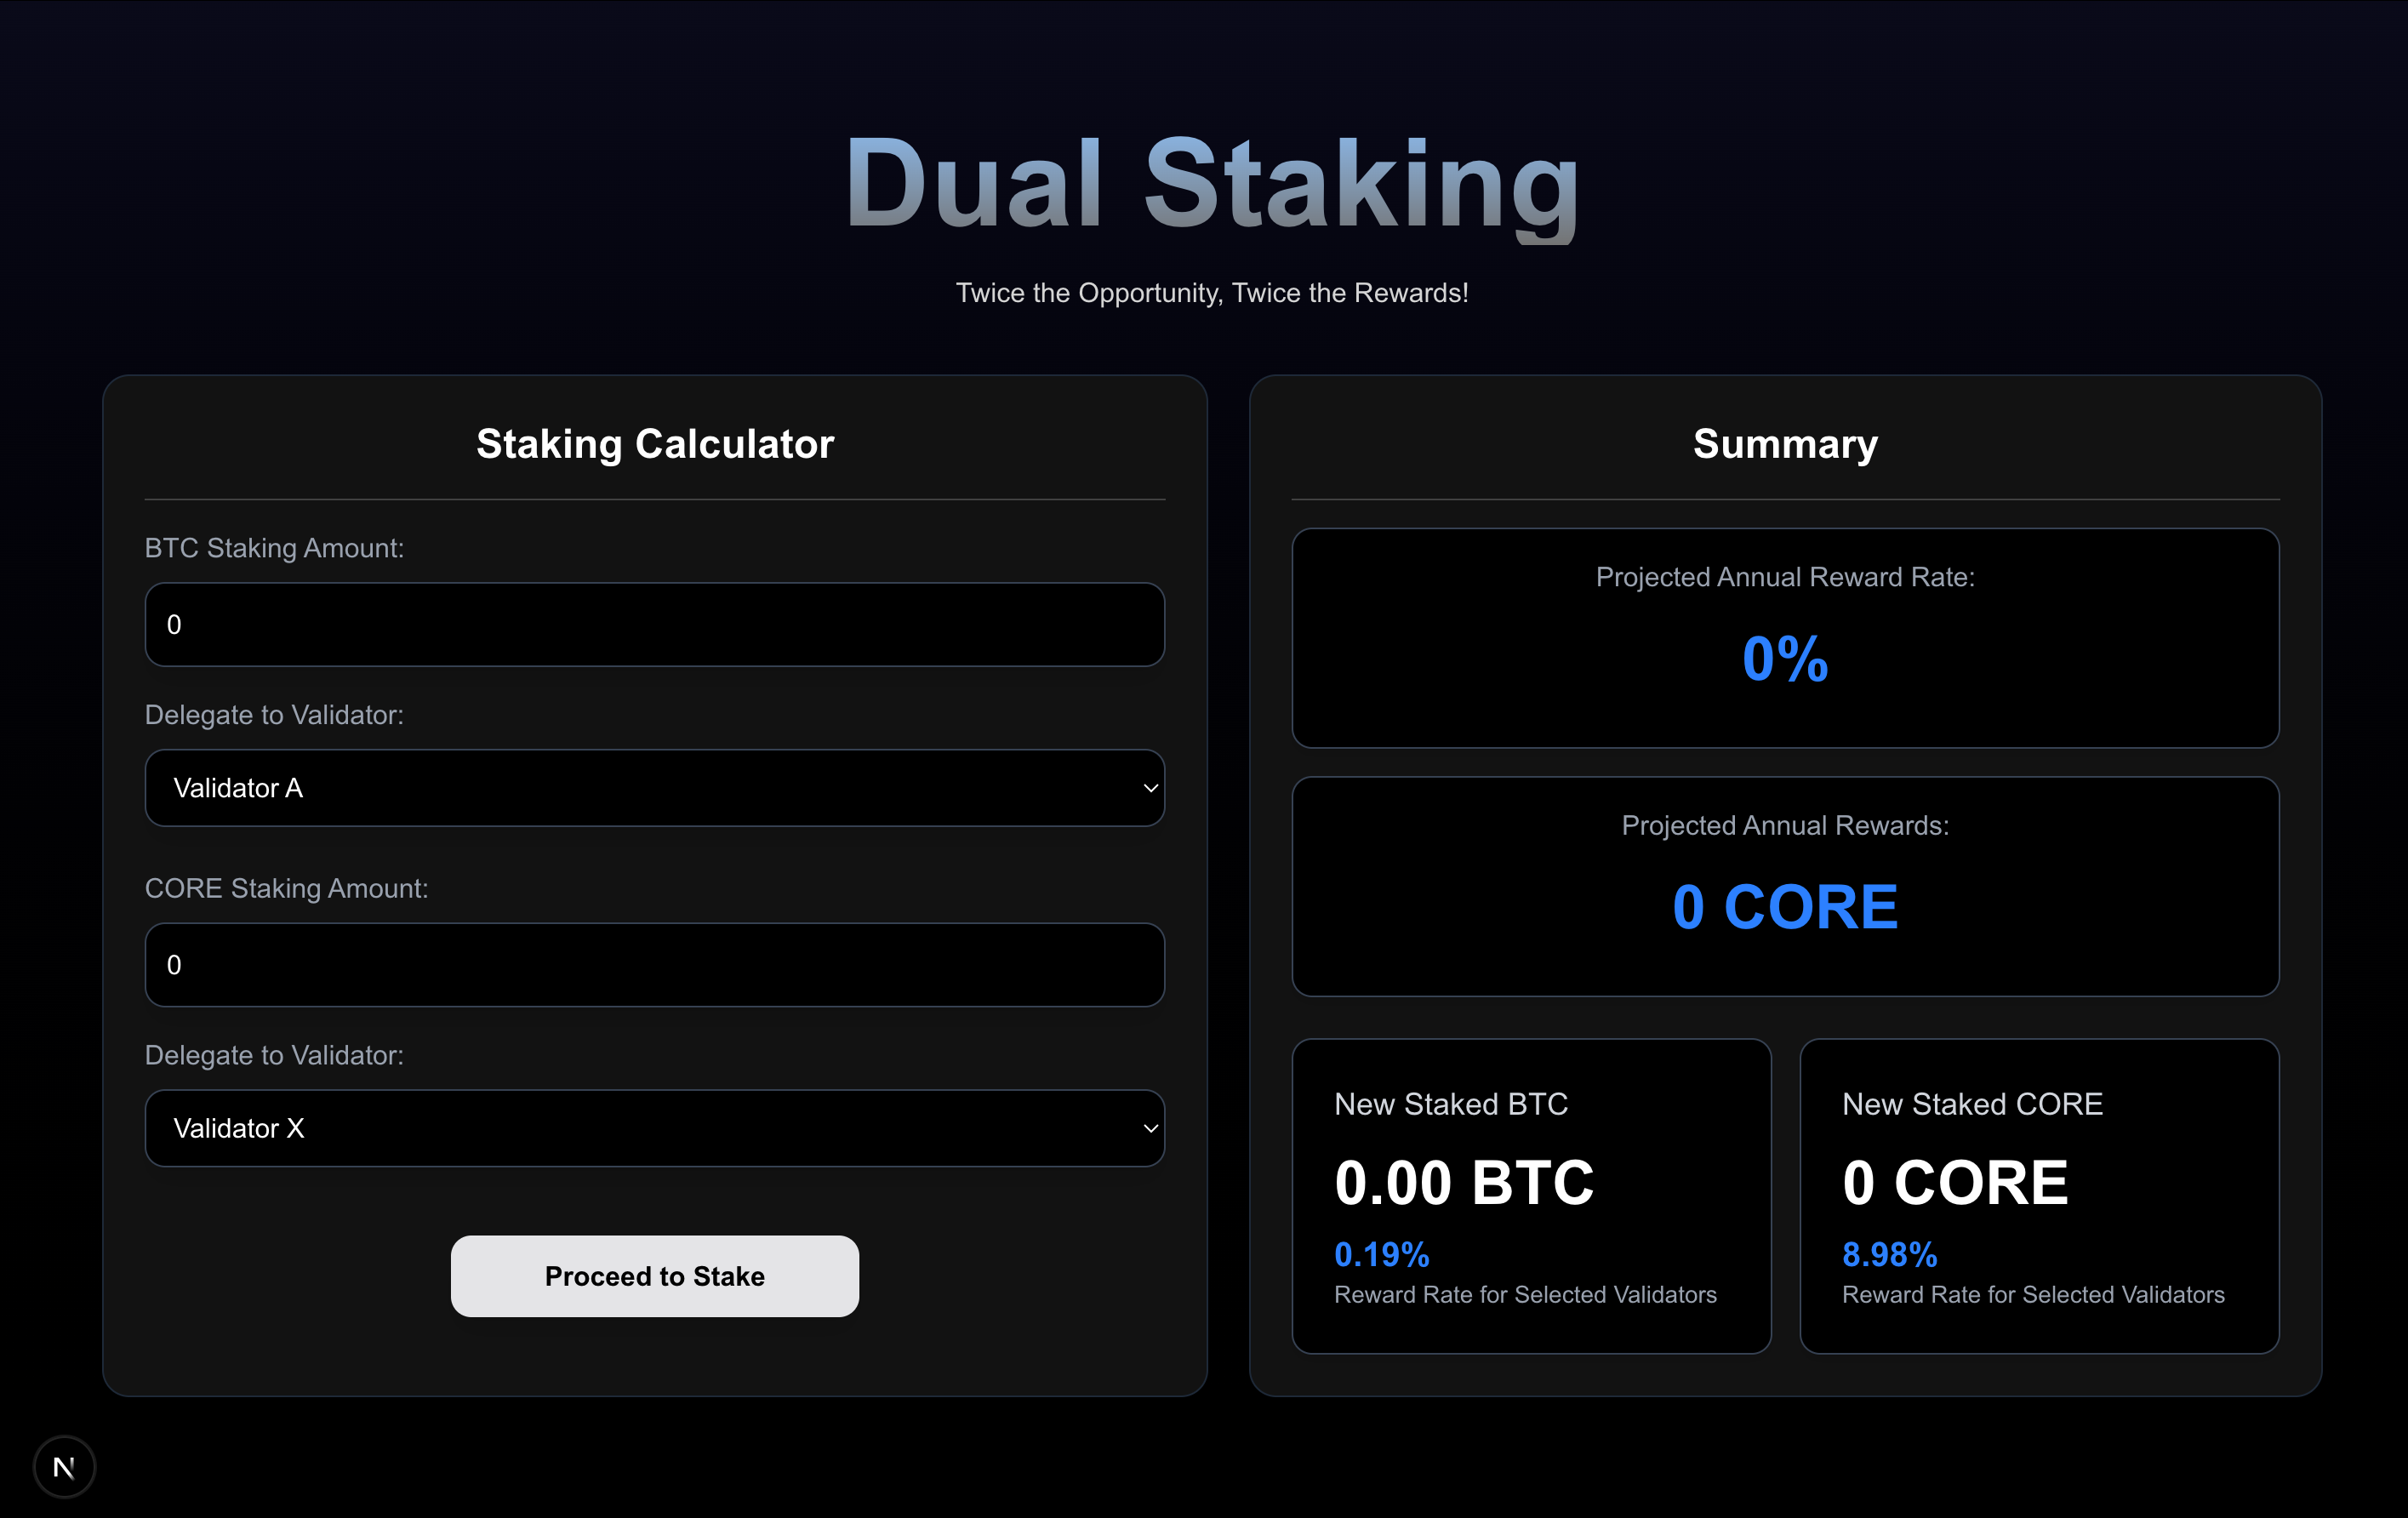 Dual Staking
Twice the Opportunity, Twice the Rewards!
Staking Calculator
BTC Staking Amount:
0
Delegate to Validator:
Validator A
CORE Staking Amount:
0
Delegate to Validator:
Validator X
Proceed to Stake
Summary
Projected Annual Reward Rate:
0%
Projected Annual Rewards:
0 CORE
New Staked BTC
0.00 BTC
0.19%
Reward Rate for Selected Validators
New Staked CORE
0 CORE
8.98%
Reward Rate for Selected Validators
N